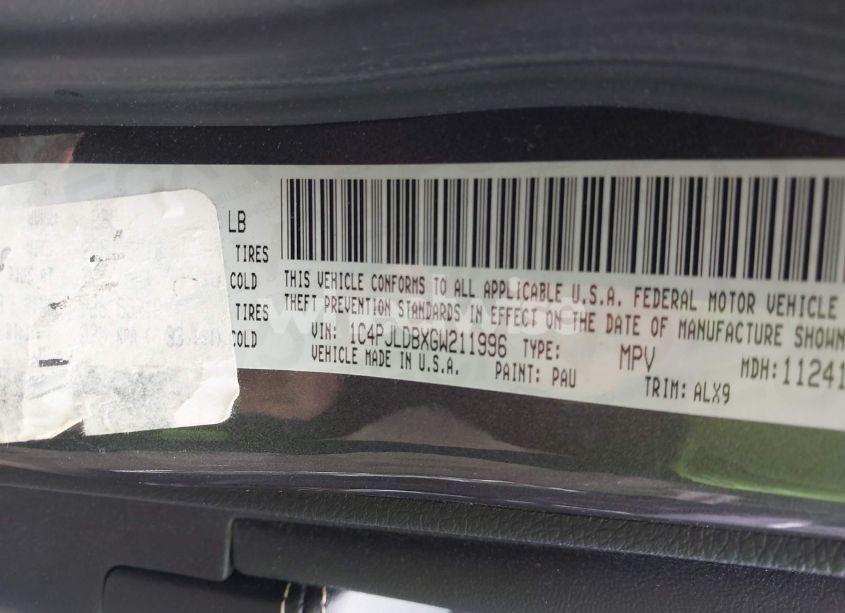 LB
TIRES
COLD
TIRES
COLD
THIS VEHICLE CONFORMS TO ALL APPLICABLE U.S.A. FEDERAL MOTOR VEHICLE
THEFT PREVENTION STANDARDS IN EFFECT ON THE DATE OF MANUFACTURE SHOWN
VIN: 1C4PJLDBXGW211996 TYPE: MPV MDH: 11241
VEHICLE MADE IN U.S.A. PAINT: PAU TRIM: ALX9